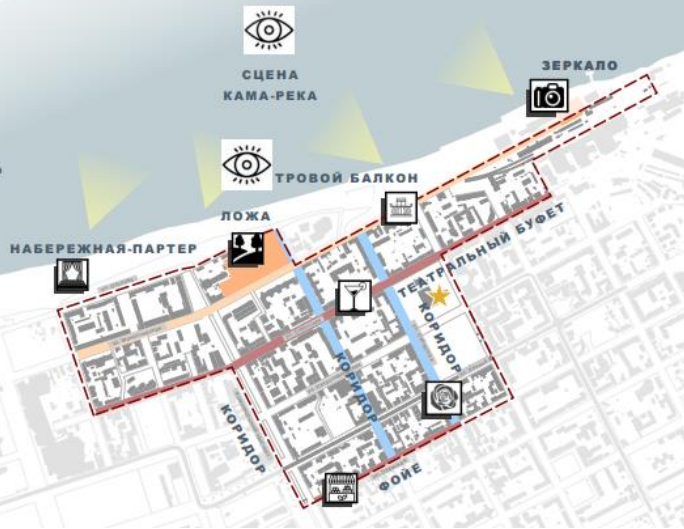 СЦЕНА
КАМА-РЕКА
ЗЕРКАЛО
ТРОВОЙ БАЛКОН
ЛОЖА
НАБЕРЕЖНАЯ-ПАРТЕР
ТЕАТРАЛЬНЫЙ БУФЕТ
КОРИДОР
КОРИДОР
КОРИДОР
ФОЙЕ